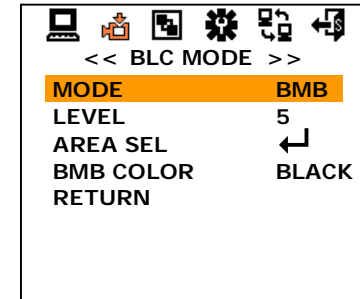 << BLC MODE >>
MODE BMB
LEVEL 5
AREA SEL ↵
BMB COLOR BLACK
RETURN